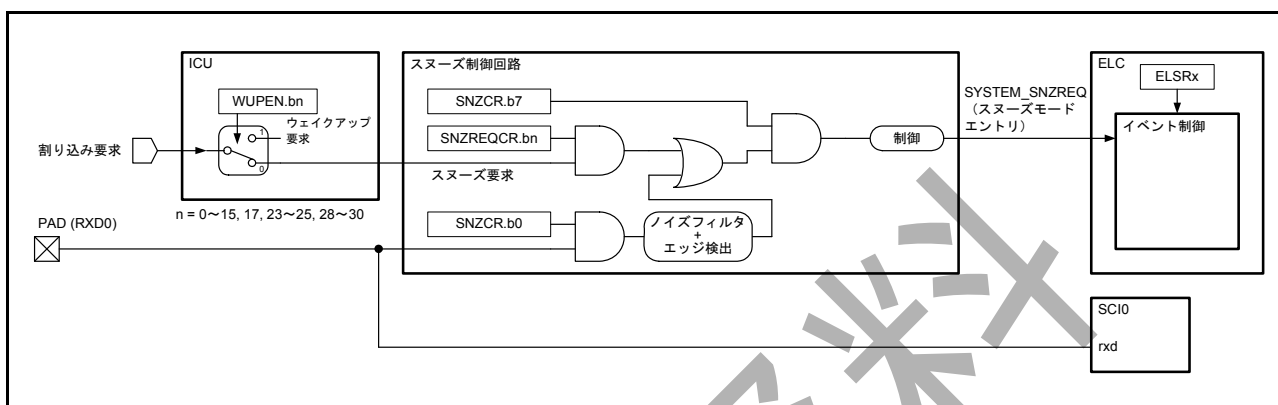 ICU
WUPEN.bn
1
ウェイクアップ
要求
0
割り込み要求
n = 0~15, 17, 23~25, 28~30
PAD (RXD0)
スヌーズ制御回路
SNZCR.b7
SNZREQCR.bn
スヌーズ要求
SNZCR.b0
ノイズフィルタ
+
エッジ検出
制御
SYSTEM_SNZREQ
(スヌーズモード
エントリ)
ELC
ELSRx
イベント制御
SCI0
rxd
料